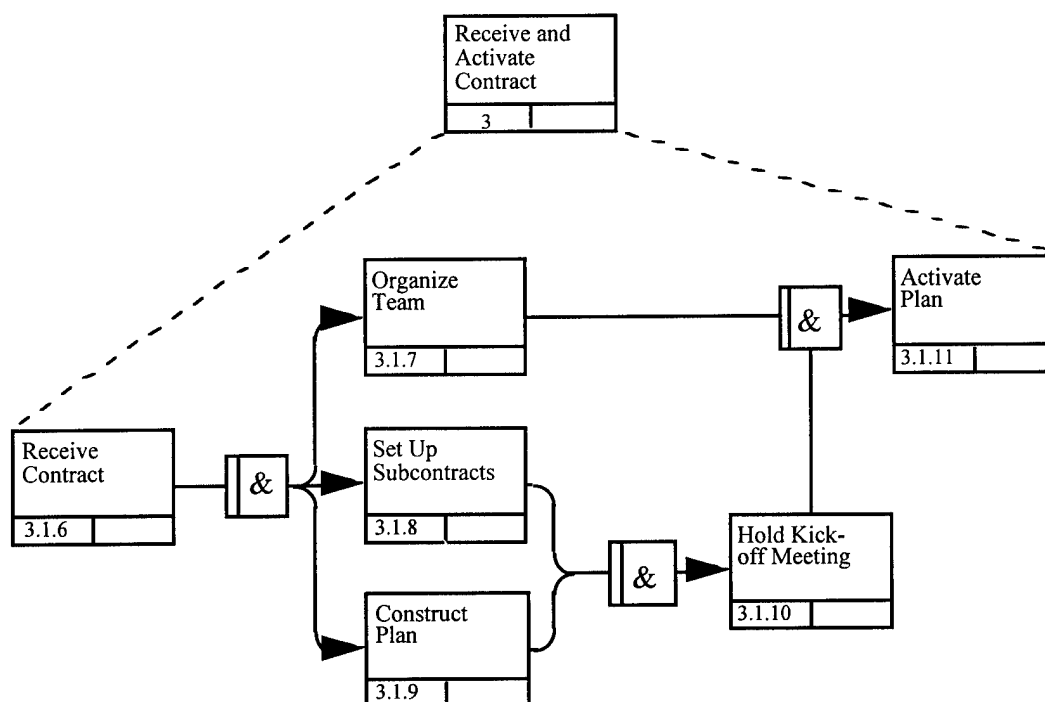 Receive and
Activate
Contract
3
Organize
Team
3.1.7
&
Activate
Plan
3.1.11
Receive
Contract
3.1.6
&
Set Up
Subcontracts
3.1.8
&
Hold Kick-
off Meeting
3.1.10
Construct
Plan
3.1.9